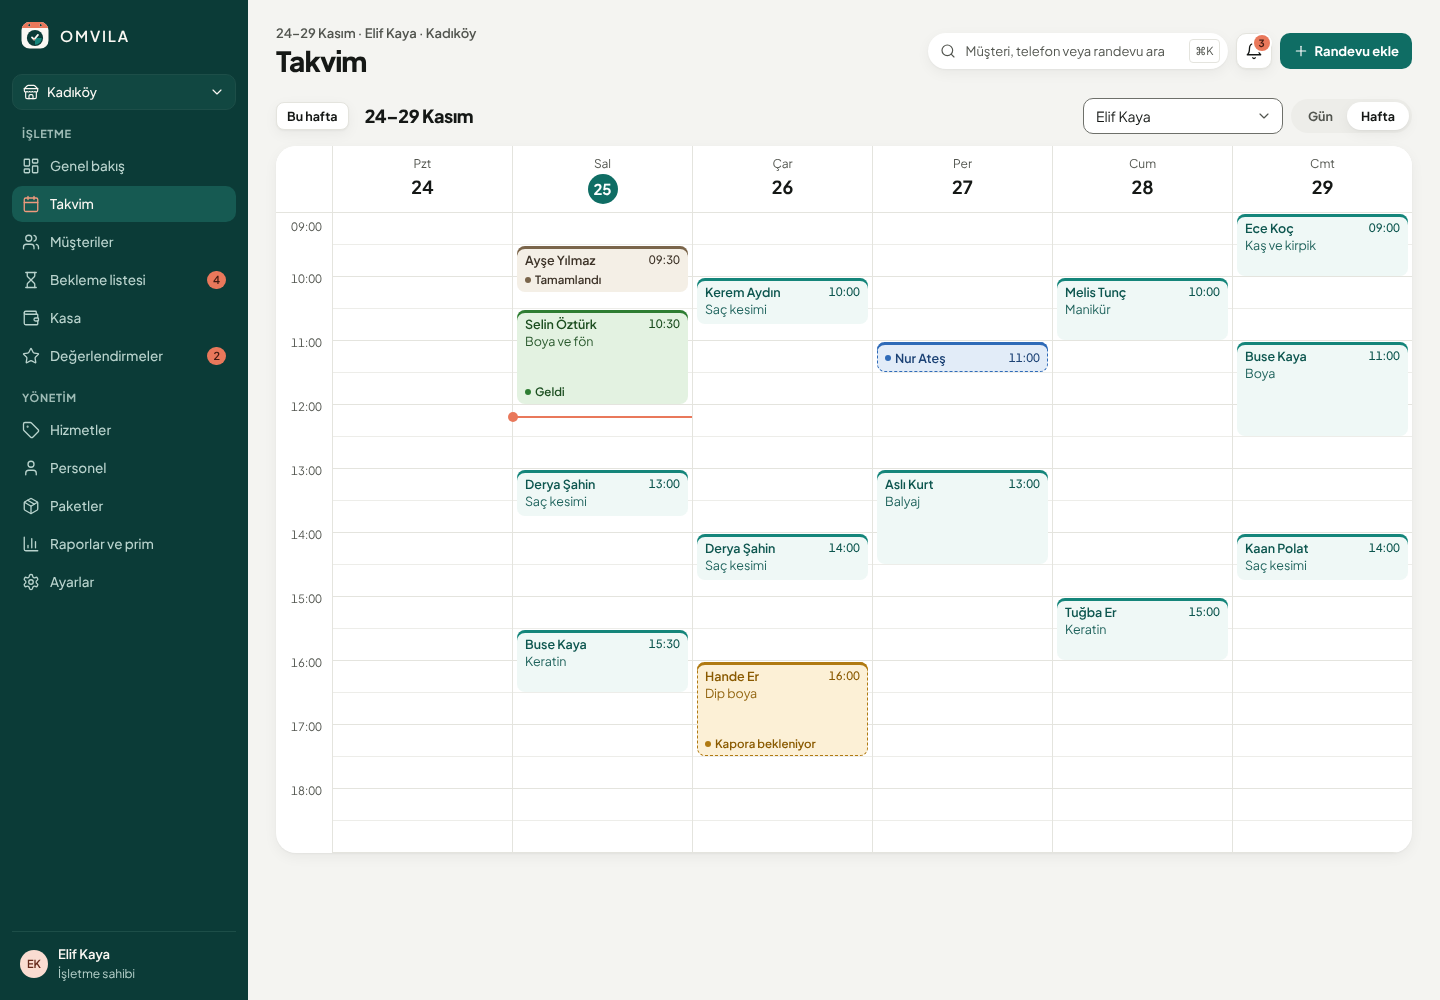 OMVILA
Kadıköy
İŞLETME
Genel bakış
Takvim
Müşteriler
Bekleme listesi 4
Kasa
Değerlendirmeler 2
YÖNETİM
Hizmetler
Personel
Paketler
Raporlar ve prim
Ayarlar
EK
Elif Kaya
İşletme sahibi
24–29 Kasım · Elif Kaya · Kadıköy
Takvim
Müşteri, telefon veya randevu ara ⌘K
3
Randevu ekle
Bu hafta
24–29 Kasım
Elif Kaya
Gün Hafta
Pzt Sal Çar Per Cum Cmt
24 25 26 27 28 29
09:00
10:00
11:00
12:00
13:00
14:00
15:00
16:00
17:00
18:00
Ayşe Yılmaz 09:30
Tamamlandı
Selin Öztürk 10:30
Boya ve fön
Geldi
Derya Şahin 13:00
Saç kesimi
Buse Kaya 15:30
Keratin
Kerem Aydın 10:00
Saç kesimi
Derya Şahin 14:00
Saç kesimi
Hande Er 16:00
Dip boya
Kapora bekleniyor
Nur Ateş 11:00
Aslı Kurt 13:00
Balyaj
Melis Tunç 10:00
Manikür
Tuğba Er 15:00
Keratin
Ece Koç 09:00
Kaş ve kirpik
Buse Kaya 11:00
Boya
Kaan Polat 14:00
Saç kesimi